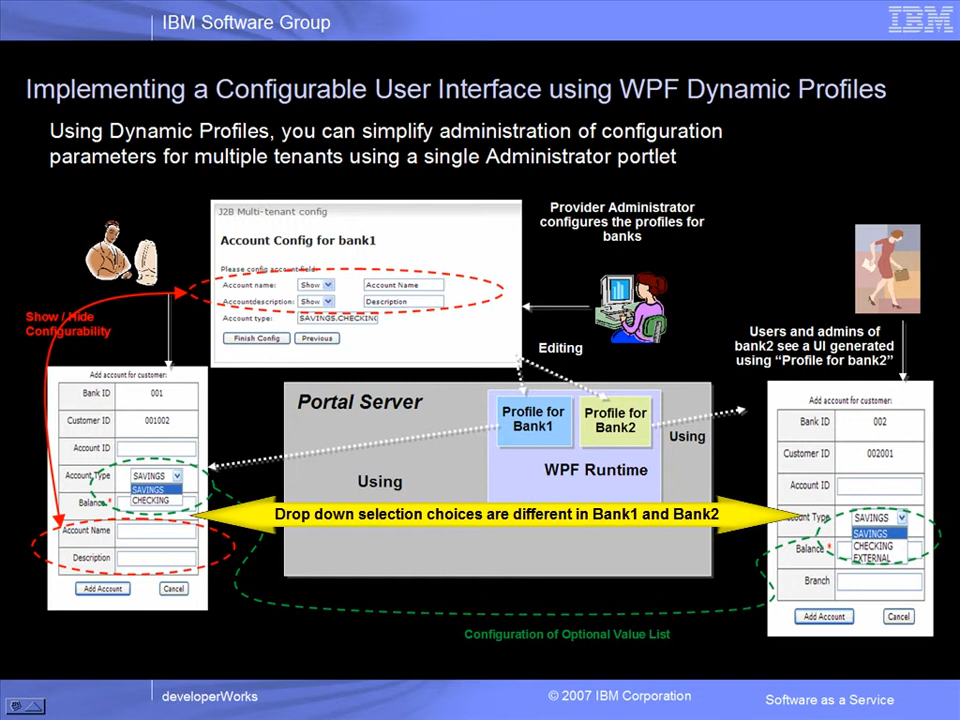 IBM Software Group
IBM
Implementing a Configurable User Interface using WPF Dynamic Profiles
Using Dynamic Profiles, you can simplify administration of configuration
parameters for multiple tenants using a single Administrator portlet
J2B Multi-tenant config
Account Config for bank1
Please config account field:
Account name: Show Account Name
Accountdescription: Show Description
Account type: SAVINGS,CHECKING
Finish Config Previous
Provider Administrator
configures the profiles for
banks
Show / Hide
Configurability
Editing
Users and admins of
bank2 see a UI generated
using “Profile for bank2”
Add account for customer:
Bank ID 001
Customer ID 001002
Account ID
Account Type SAVINGS
SAVINGS
CHECKING
Balance *
Account Name
Description
Add Account Cancel
Portal Server
Profile for
Bank1
Profile for
Bank2
WPF Runtime
Using
Using
Drop down selection choices are different in Bank1 and Bank2
Add account for customer:
Bank ID 002
Customer ID 002001
Account ID
Account Type SAVINGS
SAVINGS
CHECKING
EXTERNAL
Balance *
Branch
Add Account Cancel
Configuration of Optional Value List
developerWorks
© 2007 IBM Corporation
Software as a Service